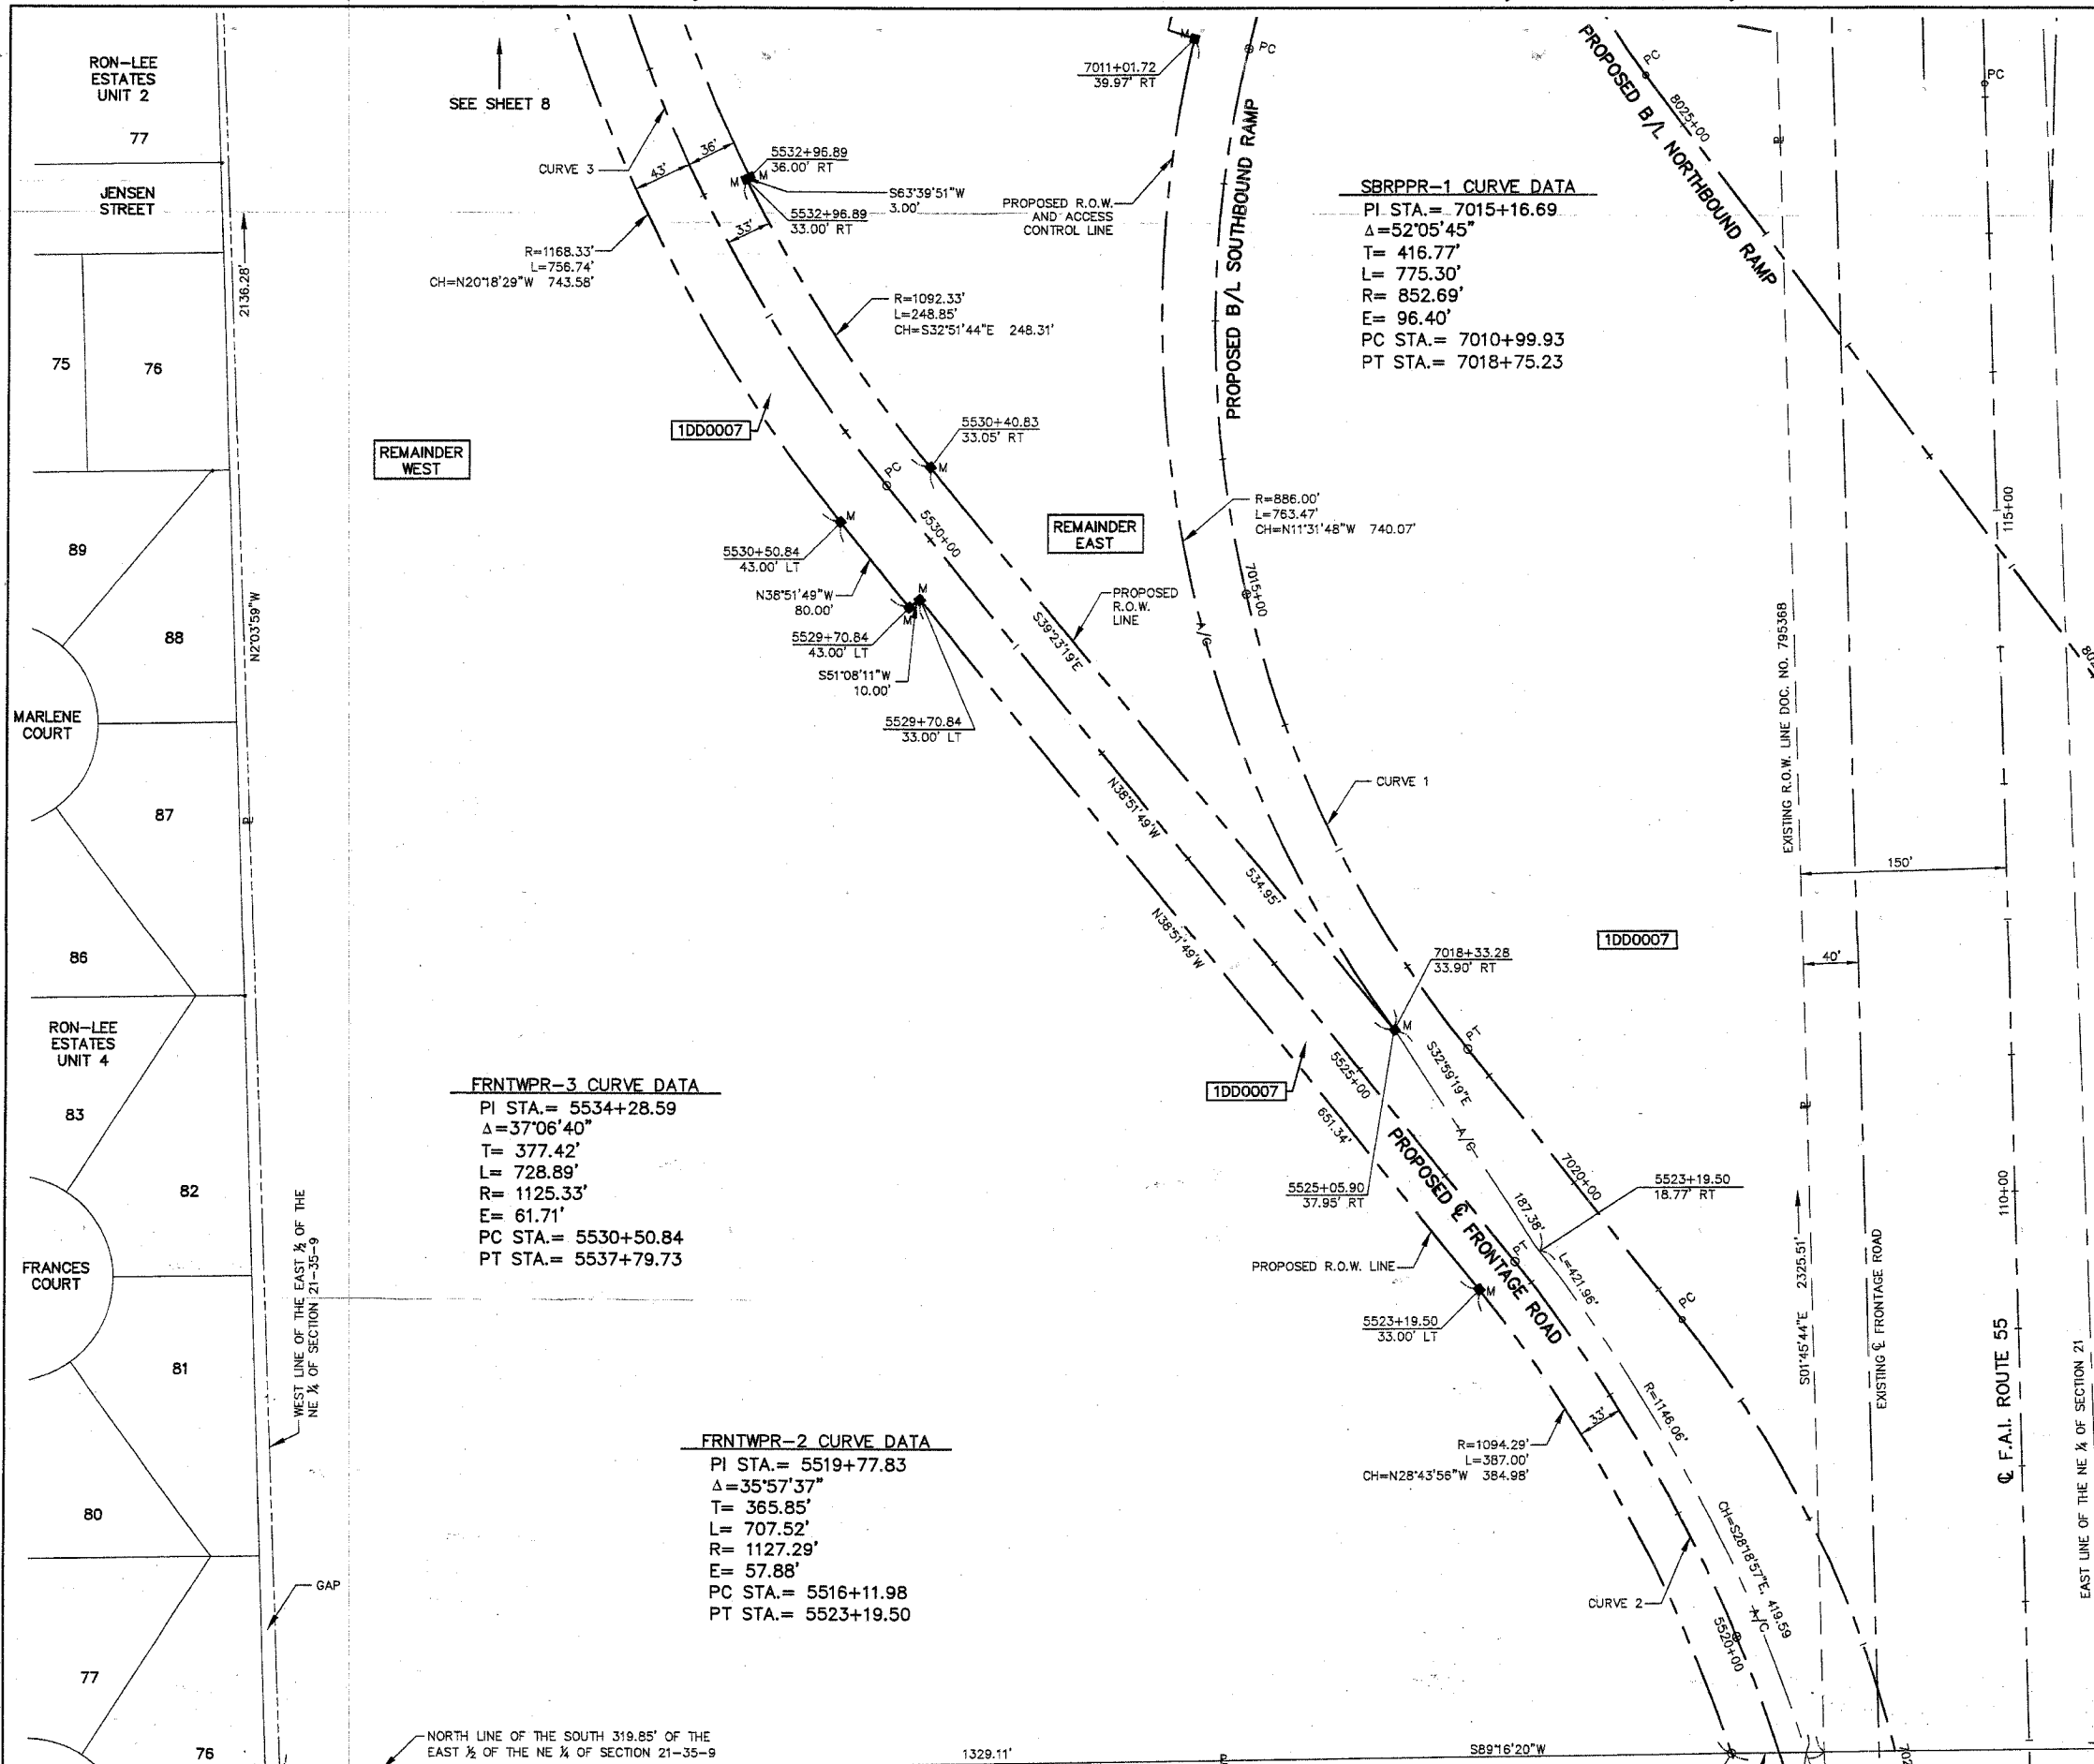 RON-LEE
ESTATES
UNIT 2
77
JENSEN
STREET
75
76
89
88
MARLENE
COURT
87
86
RON-LEE
ESTATES
UNIT 4
83
82
FRANCES
COURT
81
80
77
76
2136.28'
N2°03'59"W
WEST LINE OF THE EAST ½ OF THE
NE ¼ OF SECTION 21-35-9
GAP
NORTH LINE OF THE SOUTH 319.85' OF THE
EAST ½ OF THE NE ¼ OF SECTION 21-35-9
1329.11'
S89°16'20"W
SEE SHEET 8
CURVE 3
43'
36'
33'
5532+96.89
36.00' RT
S63°39'51"W
3.00'
5532+96.89
33.00' RT
R=1168.33'
L=756.74'
CH=N20°18'29"W 743.58'
R=1092.33'
L=248.85'
CH=S32°51'44"E 248.31'
1DD0007
REMAINDER
WEST
5530+40.83
33.05' RT
PC
5530+00
5530+50.84
43.00' LT
N38°51'49"W
80.00'
5529+70.84
43.00' LT
S51°08'11"W
10.00'
5529+70.84
33.00' LT
REMAINDER
EAST
PROPOSED
R.O.W.
LINE
S39°23'19"E
534.95'
N38°51'49"W
N38°51'49"W
651.34'
7011+01.72
39.97' RT
PC
PROPOSED R.O.W.
AND ACCESS
CONTROL LINE
PROPOSED B/L SOUTHBOUND RAMP
R=886.00'
L=763.47'
CH=N11°31'48"W 740.07'
7015+00
A/C
CURVE 1
SBRPPR-1 CURVE DATA
PI STA.= 7015+16.69
Δ=52°05'45"
T= 416.77'
L= 775.30'
R= 852.69'
E= 96.40'
PC STA.= 7010+99.93
PT STA.= 7018+75.23
PROPOSED B/L NORTHBOUND RAMP
PC
8025+00
PC
115+00
EXISTING R.O.W. LINE DOC. NO. 795368
150'
40'
1DD0007
7018+33.28
33.90' RT
PT
S32°59'19"E
A/C
187.38'
1DD0007
5525+00
5525+05.90
37.95' RT
PROPOSED ℄ FRONTAGE ROAD
PT
7020+00
5523+19.50
18.77' RT
PC
PROPOSED R.O.W. LINE
5523+19.50
33.00' LT
L=421.96'
R=1146.06'
CH=S28°18'57"E, 419.59
A/C
33'
R=1094.29'
L=387.00'
CH=N28°43'56"W 384.98'
CURVE 2
5520+00
S01°45'44"E 2325.51'
EXISTING ℄ FRONTAGE ROAD
110+00
℄ F.A.I. ROUTE 55
EAST LINE OF THE NE ¼ OF SECTION 21
FRNTWPR-3 CURVE DATA
PI STA.= 5534+28.59
Δ=37°06'40"
T= 377.42'
L= 728.89'
R= 1125.33'
E= 61.71'
PC STA.= 5530+50.84
PT STA.= 5537+79.73
FRNTWPR-2 CURVE DATA
PI STA.= 5519+77.83
Δ=35°57'37"
T= 365.85'
L= 707.52'
R= 1127.29'
E= 57.88'
PC STA.= 5516+11.98
PT STA.= 5523+19.50